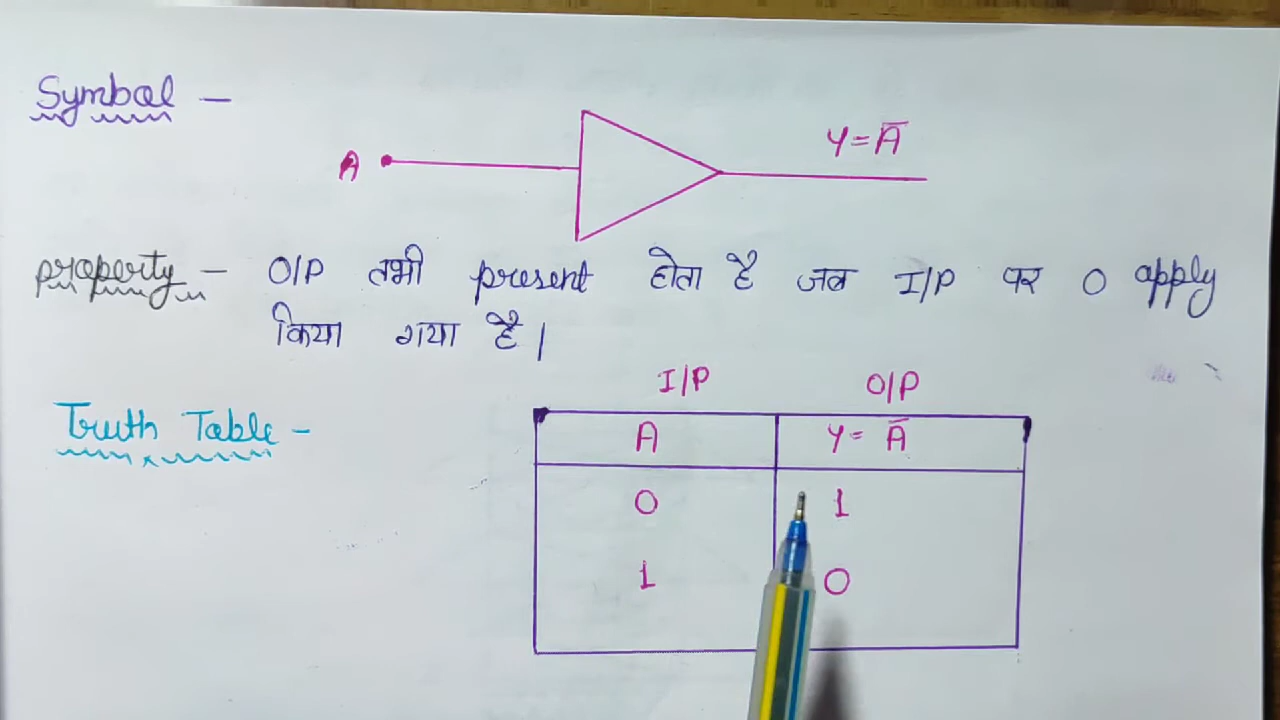 Symbol -
A Y = A̅
property - O/P तभी present होता है जब I/P पर 0 apply
किया गया है।
I/P O/P
Truth Table -
A Y = A̅
0 1
1 0